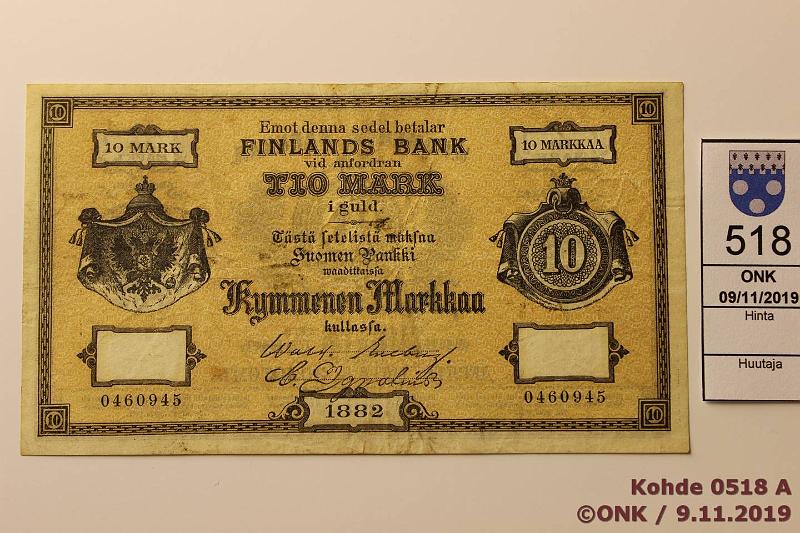 10
10
10 MARK
Emot denna sedel betalar
FINLANDS BANK
vid anfordran
TIO MARK
i guld.
10 MARKKAA
Tästä setelistä maksaa
Suomen Pankki
waadittaissa
Kymmenen Markkaa
kullassa.
10
0460945
0460945
1882
10
10
518
ONK
09/11/2019
Hinta
Huutaja
Kohde 0518 A
©ONK / 9.11.2019